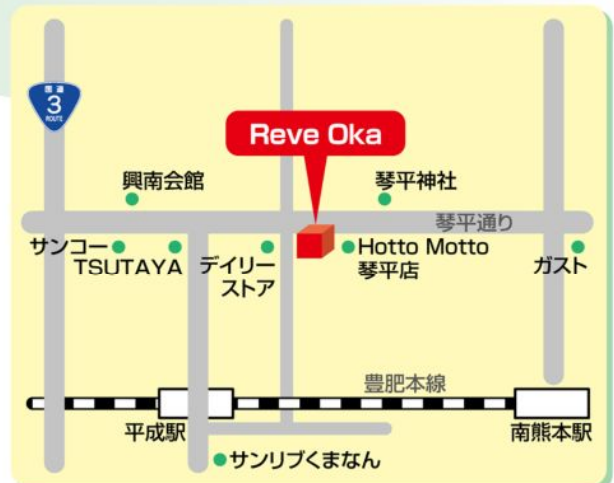 国道
3
ROUTE
Reve Oka
興南会館
琴平神社
琴平通り
サンコー
TSUTAYA
デイリー
ストア
Hotto Motto
琴平店
ガスト
豊肥本線
平成駅
南熊本駅
サンリブくまなん